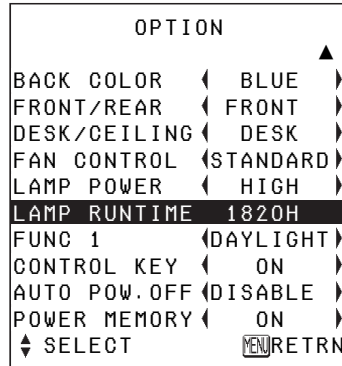 OPTION
BACK COLOR BLUE
FRONT/REAR FRONT
DESK/CEILING DESK
FAN CONTROL STANDARD
LAMP POWER HIGH
LAMP RUNTIME 1820H
FUNC 1 DAYLIGHT
CONTROL KEY ON
AUTO POW.OFF DISABLE
POWER MEMORY ON
SELECT MENU RETRN